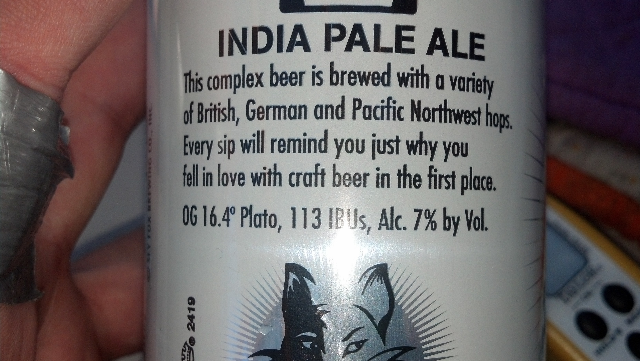 INDIA PALE ALE
This complex beer is brewed with a variety
of British, German and Pacific Northwest hops.
Every sip will remind you just why you
fell in love with craft beer in the first place.
OG 16.4º Plato, 113 IBUs, Alc. 7% by Vol.
2419